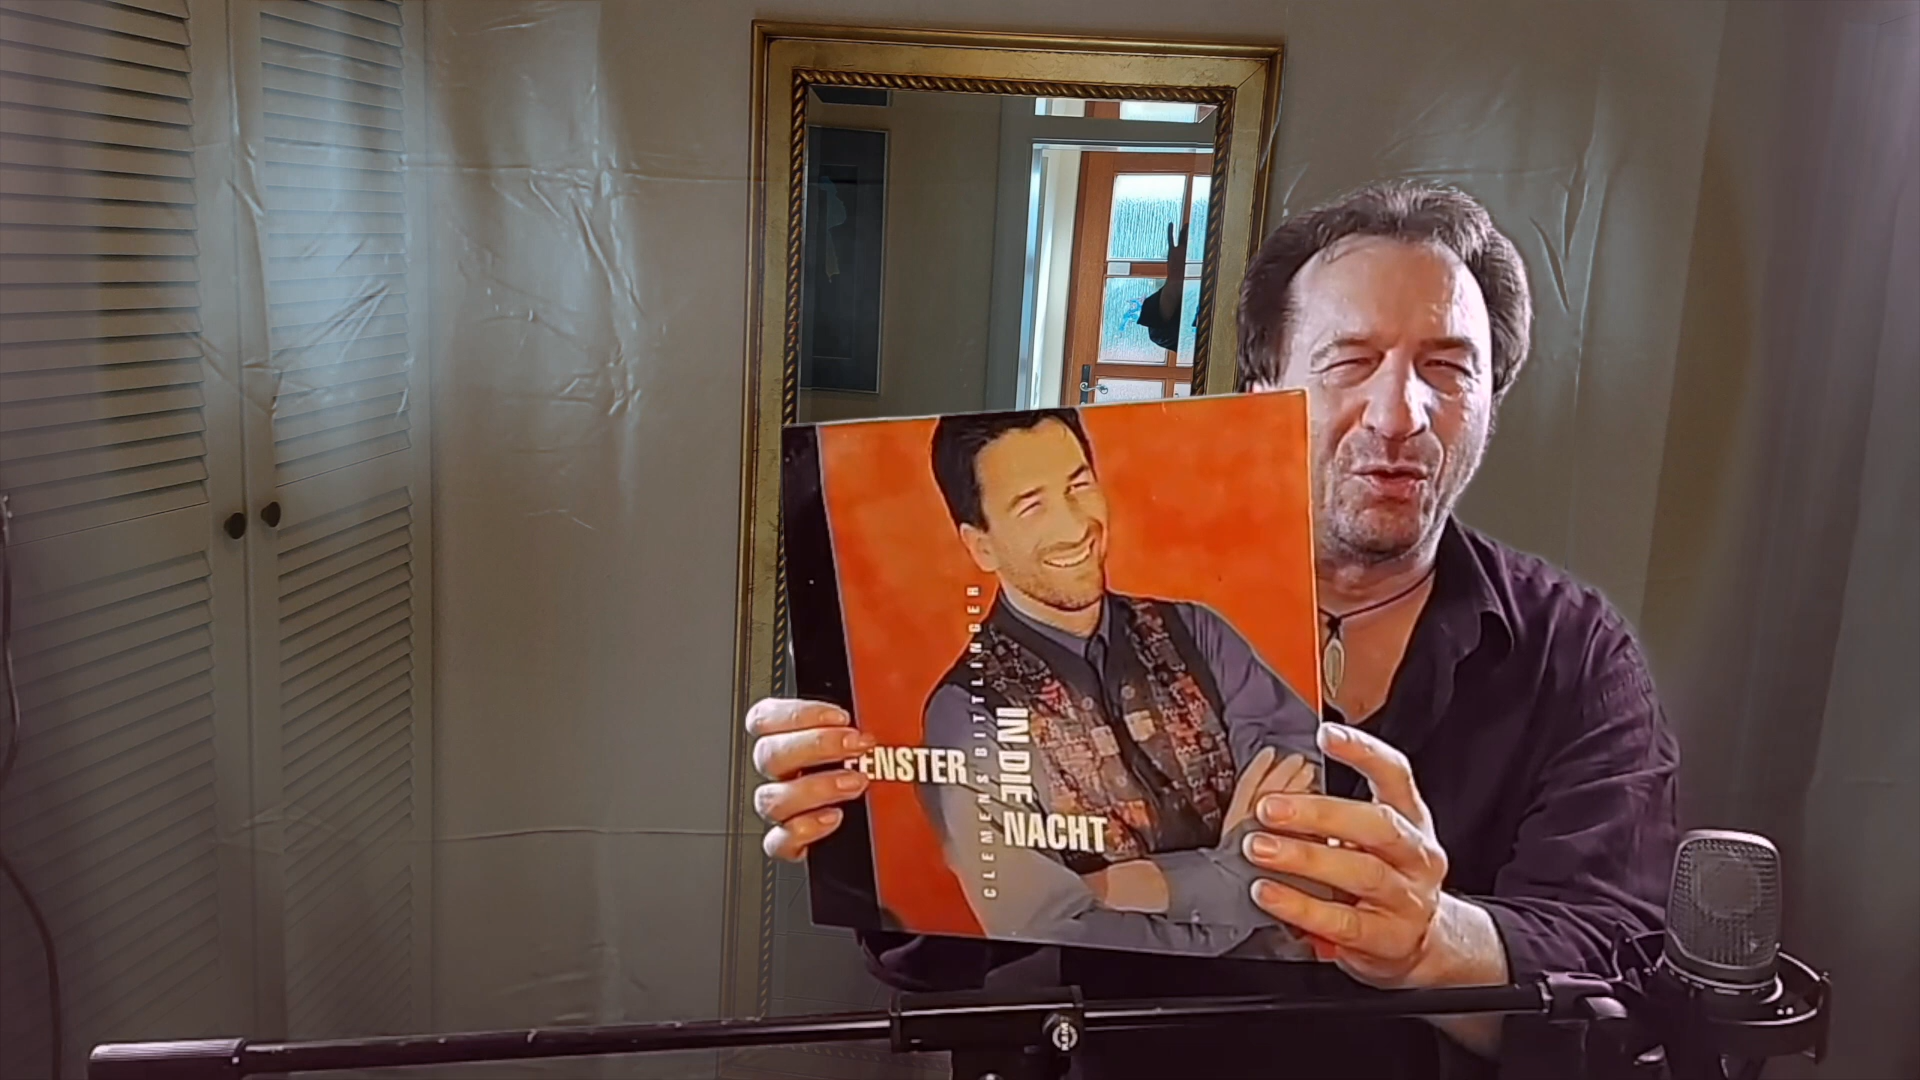 FENSTER
IN DIE
NACHT
CLEMENS BITTLINGER
K&M